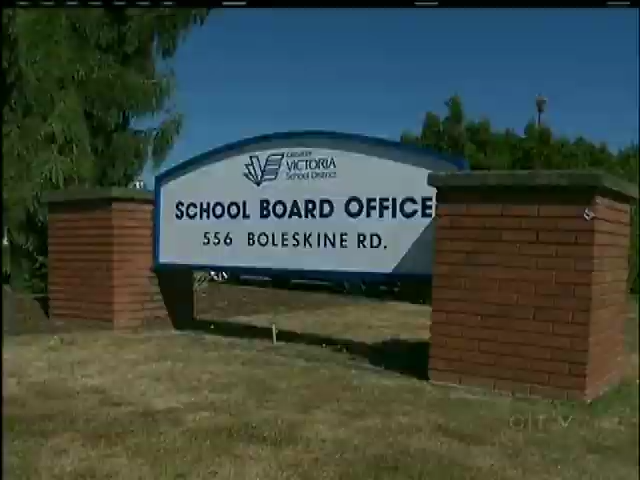 GREATER
VICTORIA
School District
SCHOOL BOARD OFFICE
556 BOLESKINE RD.
CTV